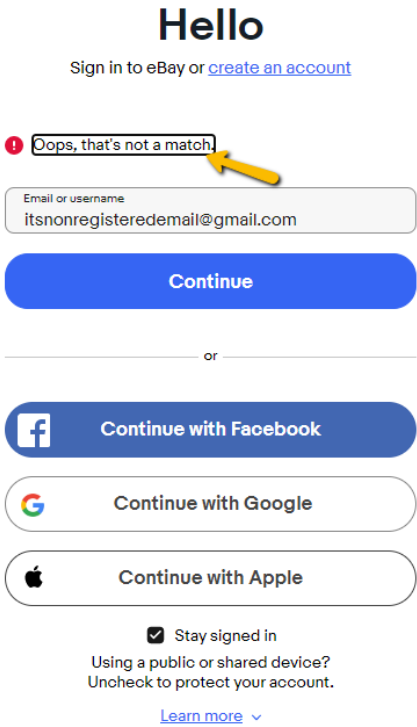 Hello
Sign in to eBay or create an account
Oops, that's not a match.
Email or username
itsnonregisteredemail@gmail.com
Continue
or
Continue with Facebook
Continue with Google
Continue with Apple
Stay signed in
Using a public or shared device?
Uncheck to protect your account.
Learn more